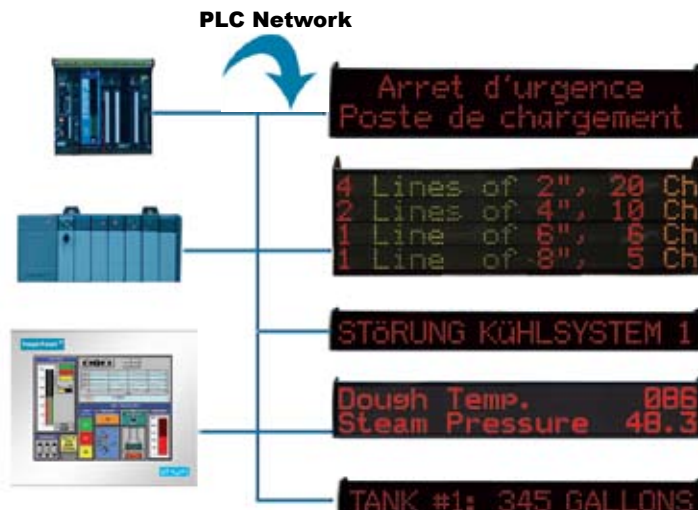 PLC Network
Arret d'urgence
Poste de chargement
4 Lines of 2", 20 Ch
2 Lines of 4", 10 Ch
1 Line of 6", 6 Ch
1 Line of 8", 5 Ch
STöRUNG KüHLSYSTEM 1
Dough Temp. 086
Steam Pressure 48.3
TANK #1: 345 GALLONS